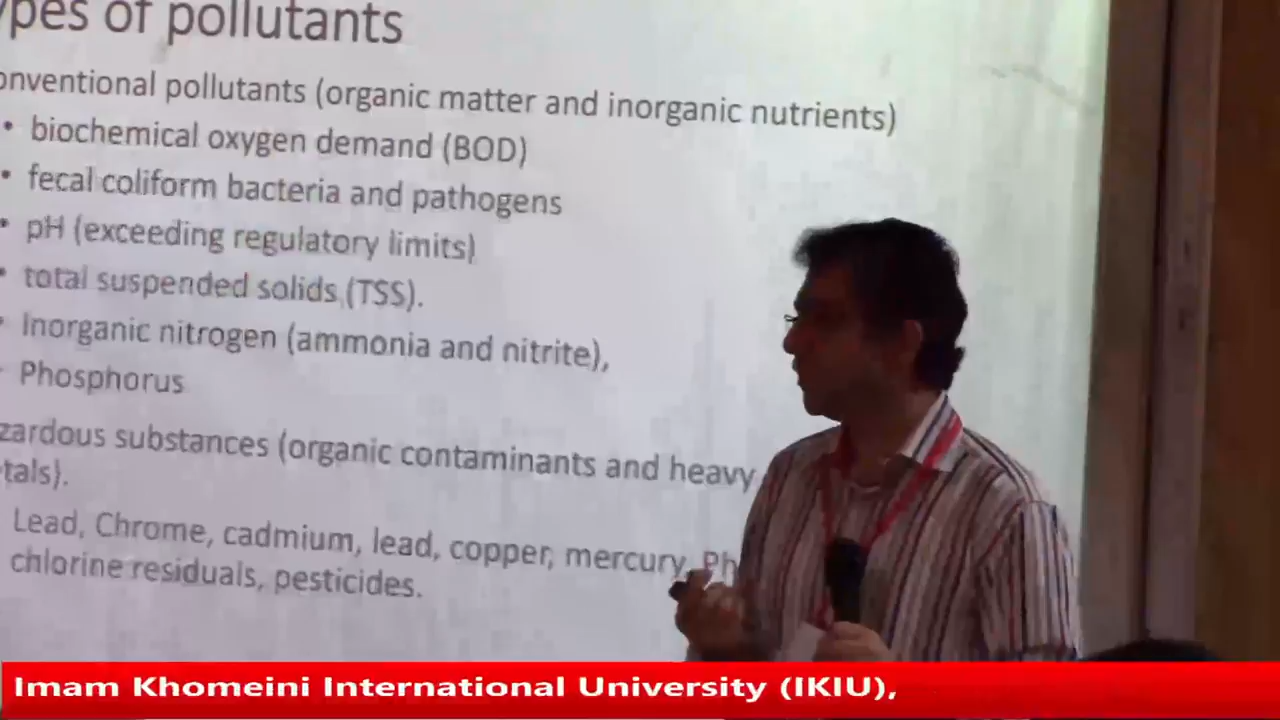 pes of pollutants
onventional pollutants (organic matter and inorganic nutrients)
• biochemical oxygen demand (BOD)
• fecal coliform bacteria and pathogens
• pH (exceeding regulatory limits)
• total suspended solids (TSS).
• Inorganic nitrogen (ammonia and nitrite),
• Phosphorus
zardous substances (organic contaminants and heavy
tals).
Lead, Chrome, cadmium, lead, copper, mercury, Ph
chlorine residuals, pesticides.
Imam Khomeini International University (IKIU),